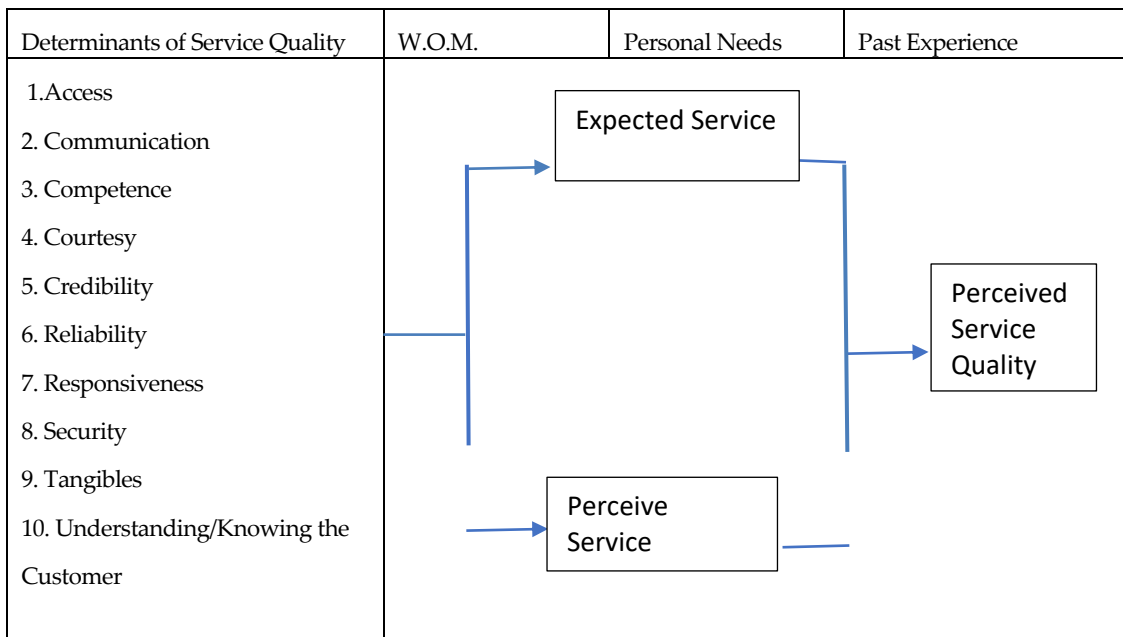 Determinants of Service Quality
W.O.M.
Personal Needs
Past Experience
1.Access
2. Communication
3. Competence
4. Courtesy
5. Credibility
6. Reliability
7. Responsiveness
8. Security
9. Tangibles
10. Understanding/Knowing the
Customer
Expected Service
Perceive
Service
Perceived
Service
Quality